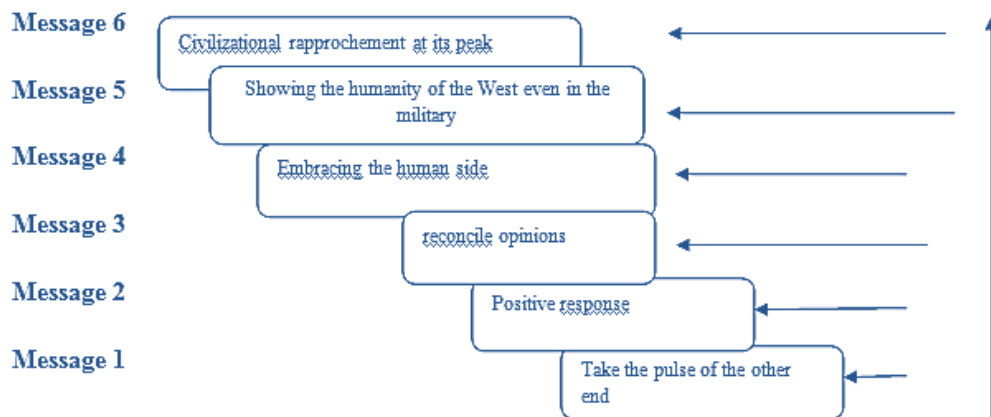 Message 6
Civilizational rapprochement at its peak
Message 5
Showing the humanity of the West even in the
military
Message 4
Embracing the human side
Message 3
reconcile opinions
Message 2
Positive response
Message 1
Take the pulse of the other
end